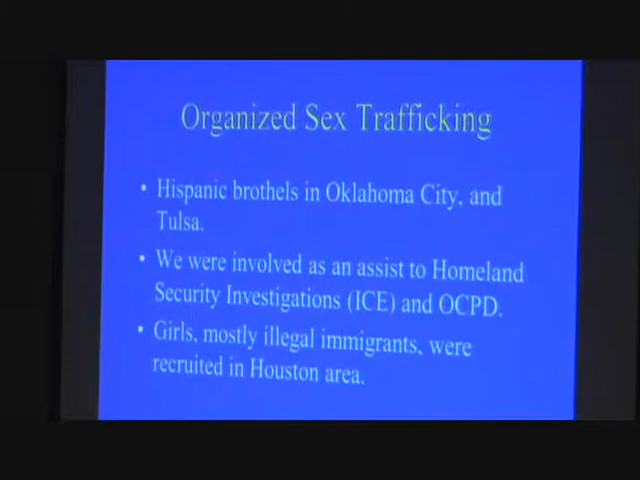 Organized Sex Trafficking
• Hispanic brothels in Oklahoma City, and
Tulsa.
• We were involved as an assist to Homeland
Security Investigations (ICE) and OCPD.
• Girls, mostly illegal immigrants, were
recruited in Houston area.